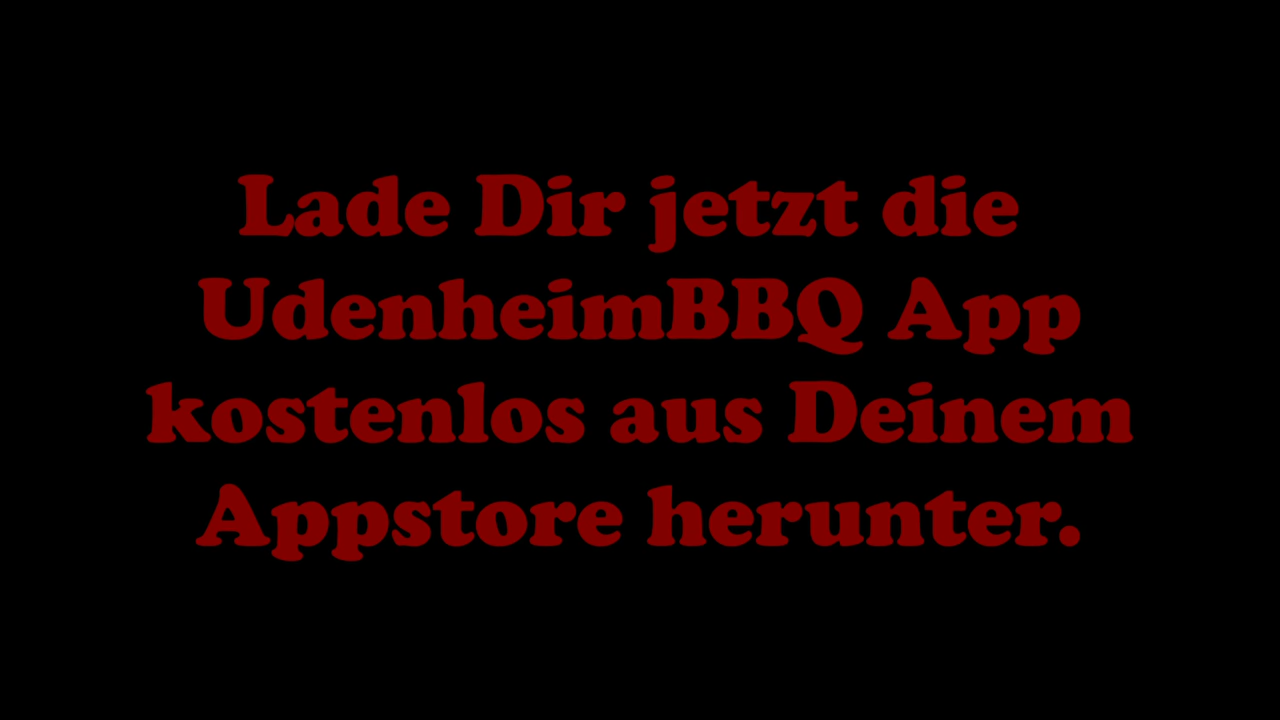 Lade Dir jetzt die
UdenheimBBQ App
kostenlos aus Deinem
Appstore herunter.